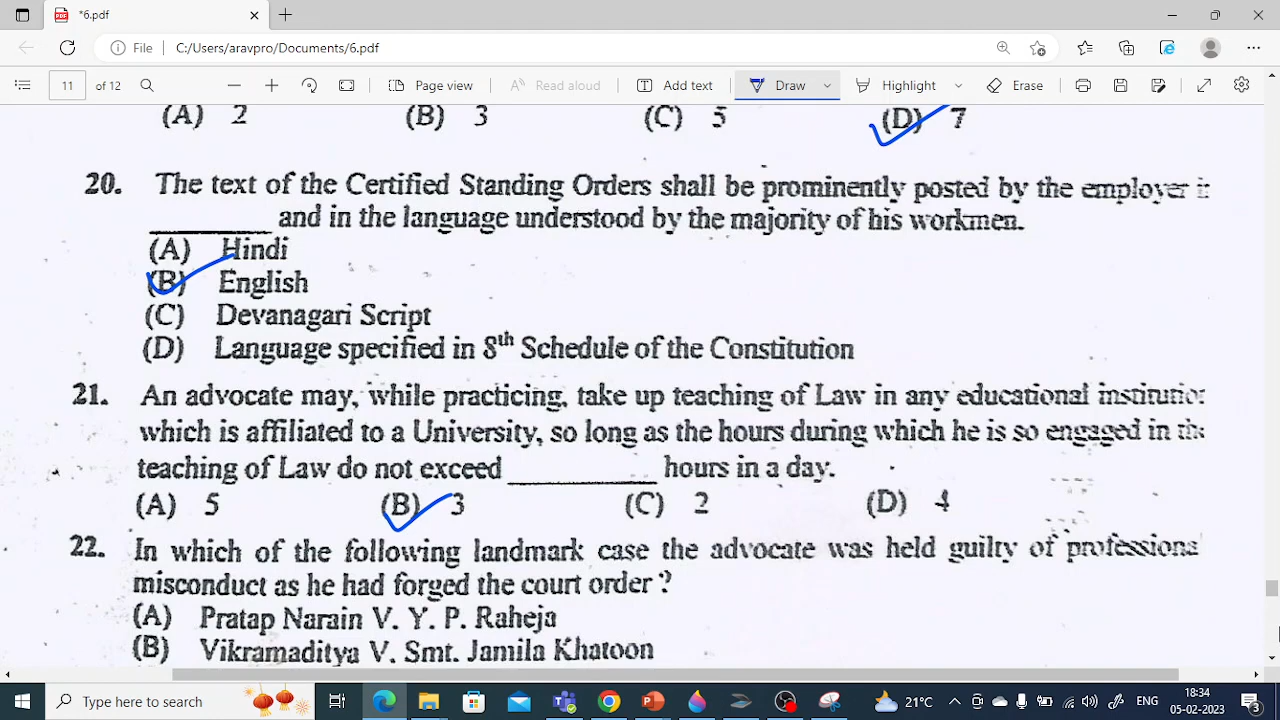 *6.pdf
File C:/Users/aravpro/Documents/6.pdf
11 of 12 Page view Read aloud Add text Draw Highlight Erase
(A) 2 (B) 3 (C) 5 (D) 7
20. The text of the Certified Standing Orders shall be prominently posted by the employer
and in the language understood by the majority of his workmen.
(A) Hindi
(B) English
(C) Devanagari Script
(D) Language specified in 8th Schedule of the Constitution
21. An advocate may, while practicing, take up teaching of Law in any educational
which is affiliated to a University, so long as the hours during which he is so engaged in
teaching of Law do not exceed hours in a day.
(A) 5 (B) 3 (C) 2 (D) 4
22. In which of the following landmark case the advocate was held guilty of
misconduct as he had forged the court order ?
(A) Pratap Narain V. Y. P. Raheja
(B) Vikramaditya V. Smt. Jamila Khatoon
Type here to search 21°C ENG 18:34
05-02-2023